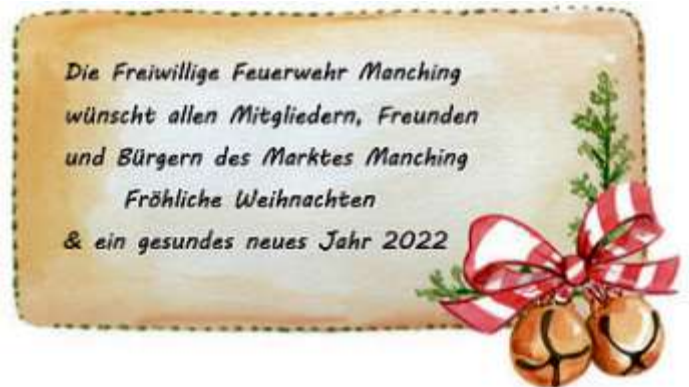 Die Freiwillige Feuerwehr Manching
wünscht allen Mitgliedern, Freunden
und Bürgern des Marktes Manching
Fröhliche Weihnachten
& ein gesundes neues Jahr 2022